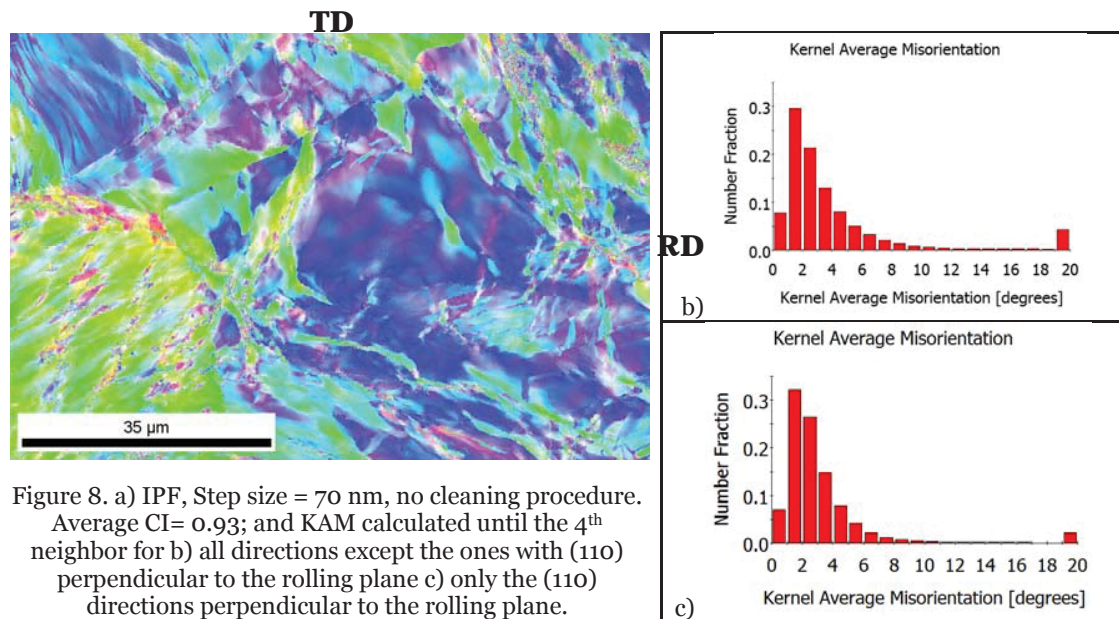 TD
35 µm
Figure 8. a) IPF, Step size = 70 nm, no cleaning procedure.
Average CI= 0.93; and KAM calculated until the 4th
neighbor for b) all directions except the ones with (110)
perpendicular to the rolling plane c) only the (110)
directions perpendicular to the rolling plane.
RD
Kernel Average Misorientation
Number Fraction
0.3
0.2
0.1
0.0
0 2 4 6 8 10 12 14 16 18 20
Kernel Average Misorientation [degrees]
b)
Kernel Average Misorientation
Number Fraction
0.3
0.2
0.1
0.0
0 2 4 6 8 10 12 14 16 18 20
Kernel Average Misorientation [degrees]
c)